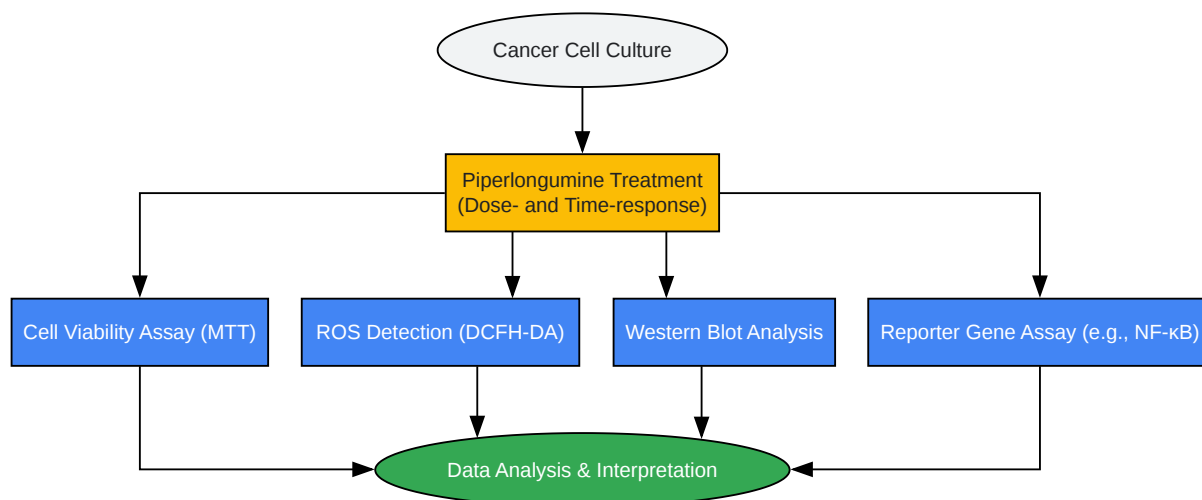 Cancer Cell Culture
Piperlongumine Treatment
(Dose- and Time-response)
Cell Viability Assay (MTT)
ROS Detection (DCFH-DA)
Western Blot Analysis
Reporter Gene Assay (e.g., NF-κB)
Data Analysis & Interpretation